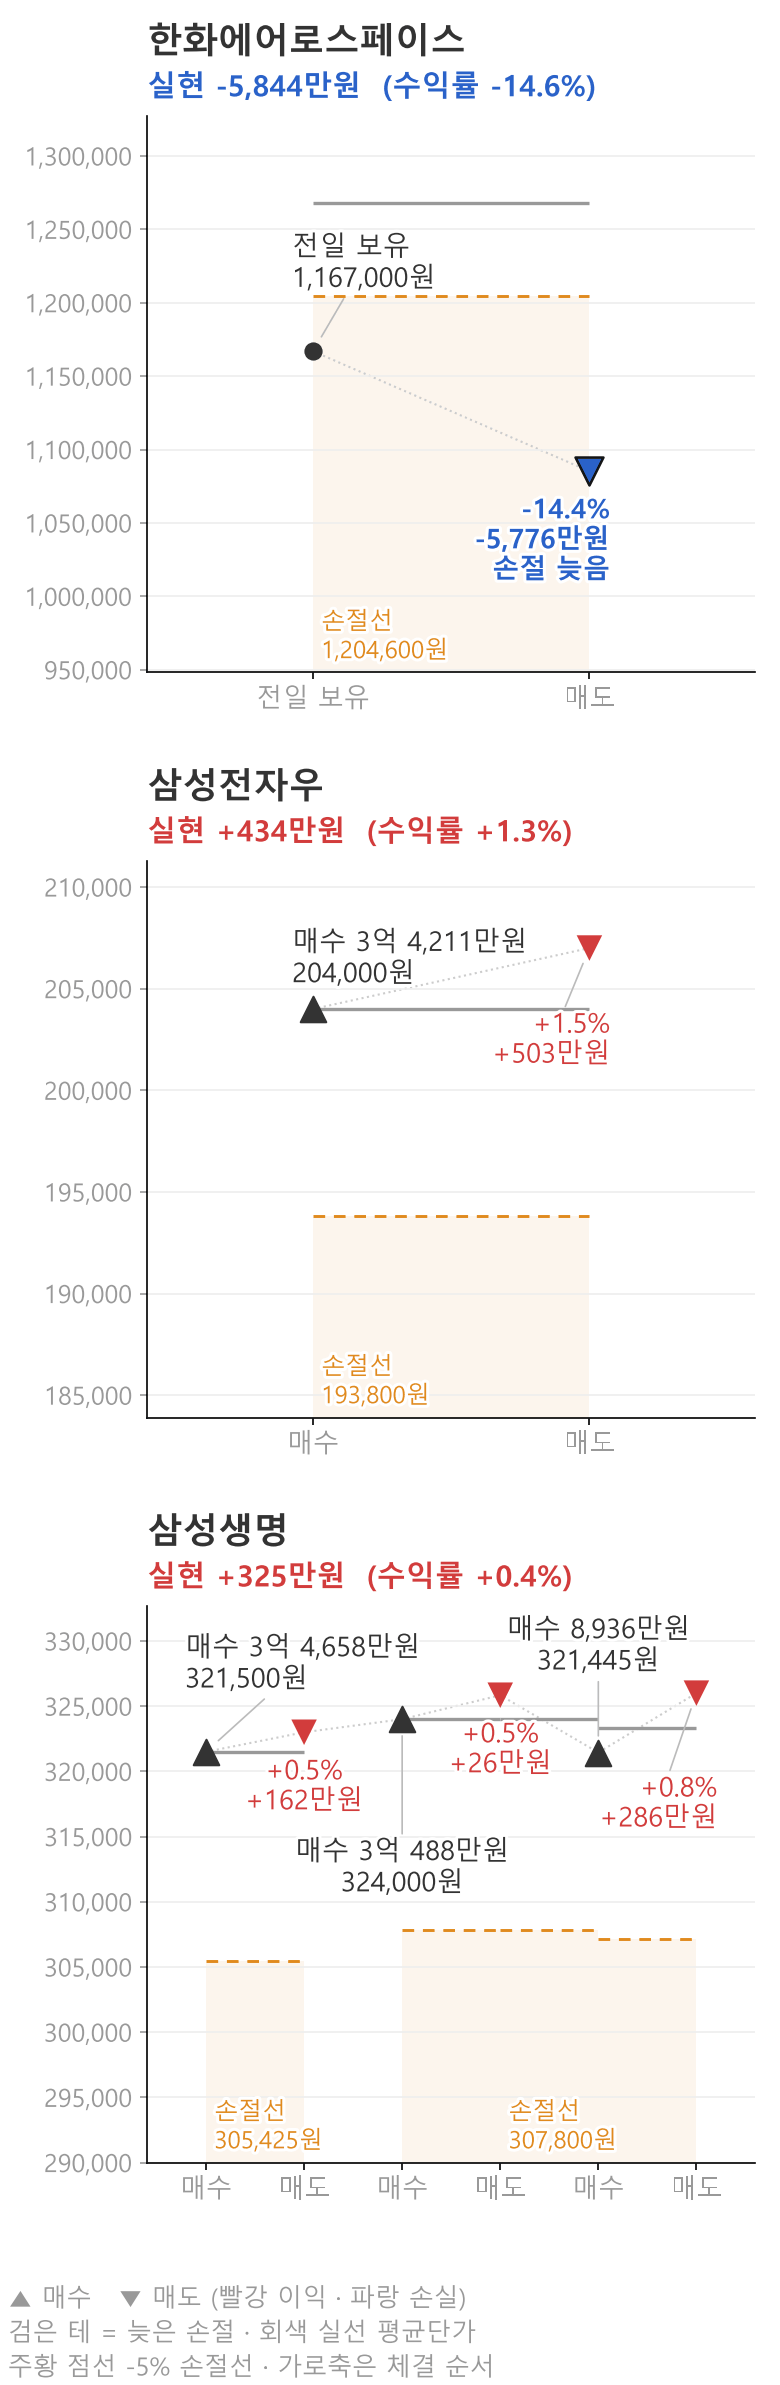 한화에어로스페이스
실현 -5,844만원 (수익률 -14.6%)
1,300,000
1,250,000
전일 보유
1,167,000원
1,200,000
1,150,000
1,100,000
-14.4%
1,050,000
-5,776만원
손절 늦음
1,000,000
손절선
1,204,600원
950,000
전일 보유 매도
삼성전자우
실현 +434만원 (수익률 +1.3%)
210,000
매수 3억 4,211만원
204,000원
205,000
+1.5%
+503만원
200,000
195,000
190,000
손절선
193,800원
185,000
매수 매도
삼성생명
실현 +325만원 (수익률 +0.4%)
매수 8,936만원
321,445원
330,000
매수 3억 4,658만원
321,500원
325,000
+0.5%
+26만원
320,000
+0.5%
+162만원
+0.8%
+286만원
315,000
매수 3억 488만원
324,000원
310,000
305,000
300,000
295,000
손절선
305,425원
손절선
307,800원
290,000
매수 매도 매수 매도 매수 매도
▲ 매수 ▼ 매도 (빨강 이익 · 파랑 손실)
검은 테 = 늦은 손절 · 회색 실선 평균단가
주황 점선 -5% 손절선 · 가로축은 체결 순서